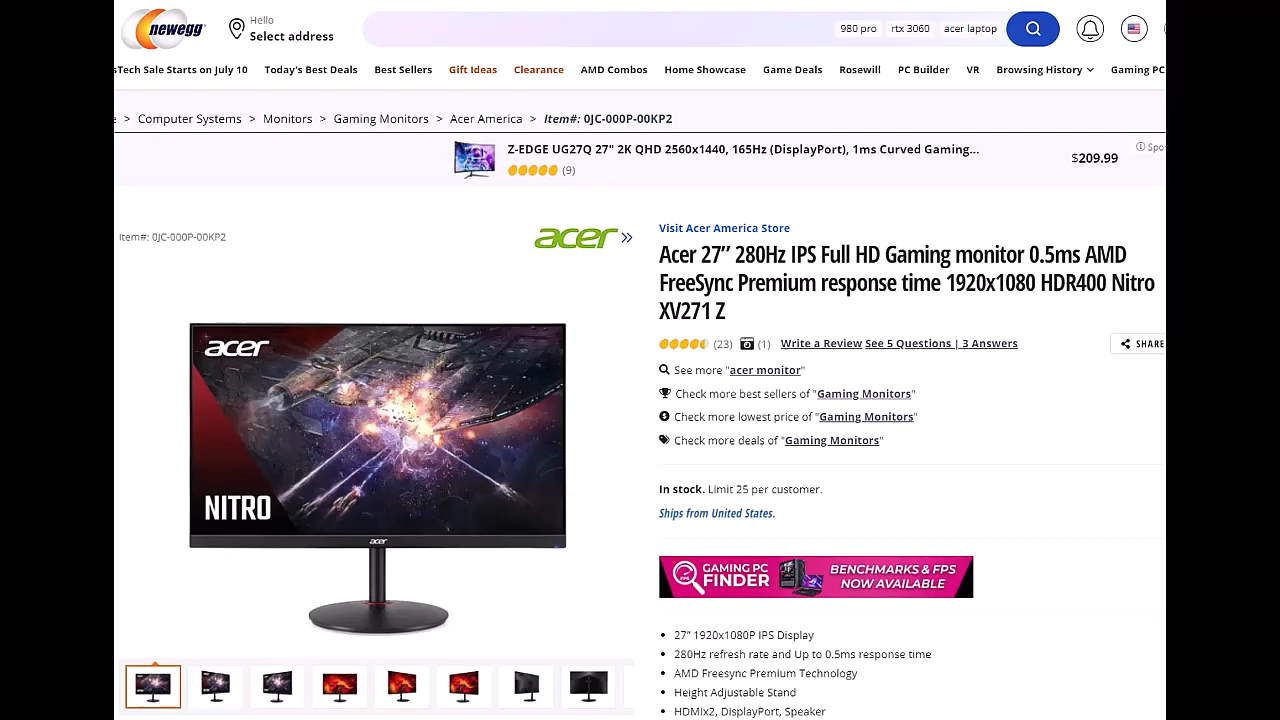 newegg
Hello
Select address
980 pro rtx 3060 acer laptop
sTech Sale Starts on July 10 Today's Best Deals Best Sellers Gift Ideas Clearance AMD Combos Home Showcase Game Deals Rosewill PC Builder VR Browsing History Gaming PC
> Computer Systems > Monitors > Gaming Monitors > Acer America > Item#: 0JC-000P-00KP2
Z-EDGE UG27Q 27" 2K QHD 2560x1440, 165Hz (DisplayPort), 1ms Curved Gaming...
(9)
$209.99
Spo
Item#: 0JC-000P-00KP2
acer
Visit Acer America Store
Acer 27” 280Hz IPS Full HD Gaming monitor 0.5ms AMD
FreeSync Premium response time 1920x1080 HDR400 Nitro
XV271 Z
(23) (1) Write a Review See 5 Questions | 3 Answers
SHARE
See more "acer monitor"
Check more best sellers of "Gaming Monitors"
Check more lowest price of "Gaming Monitors"
Check more deals of "Gaming Monitors"
In stock. Limit 25 per customer.
Ships from United States.
acer
NITRO
acer
GAMING PC
FINDER
BENCHMARKS & FPS
NOW AVAILABLE
27” 1920x1080P IPS Display
280Hz refresh rate and Up to 0.5ms response time
AMD Freesync Premium Technology
Height Adjustable Stand
HDMIx2, DisplayPort, Speaker